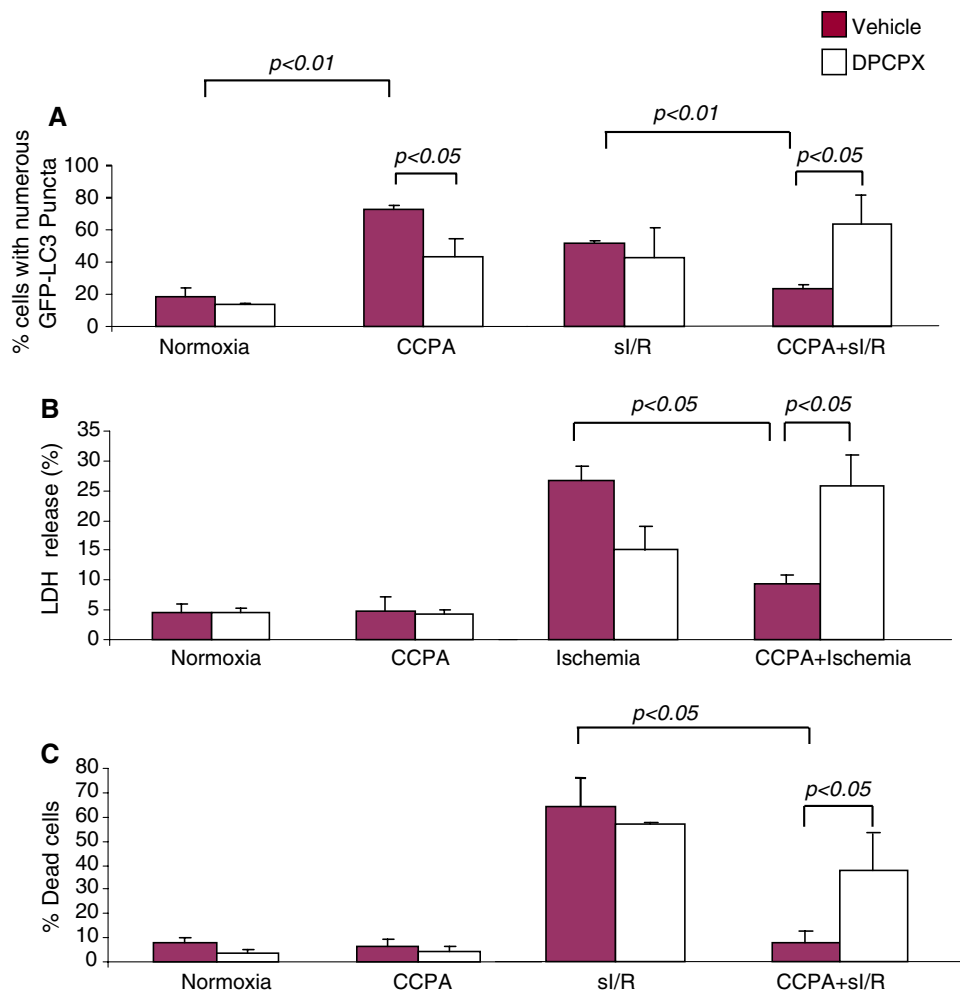 Vehicle
DPCPX
p<0.01
A
p<0.01
p<0.05
p<0.05
% cells with numerous
GFP-LC3 Puncta
100
80
60
40
20
0
Normoxia CCPA sI/R CCPA+sI/R
B
p<0.05
p<0.05
LDH release (%)
35
30
25
20
15
10
5
0
Normoxia CCPA Ischemia CCPA+Ischemia
p<0.05
C
p<0.05
% Dead cells
80
70
60
50
40
30
20
10
0
Normoxia CCPA sI/R CCPA+sI/R